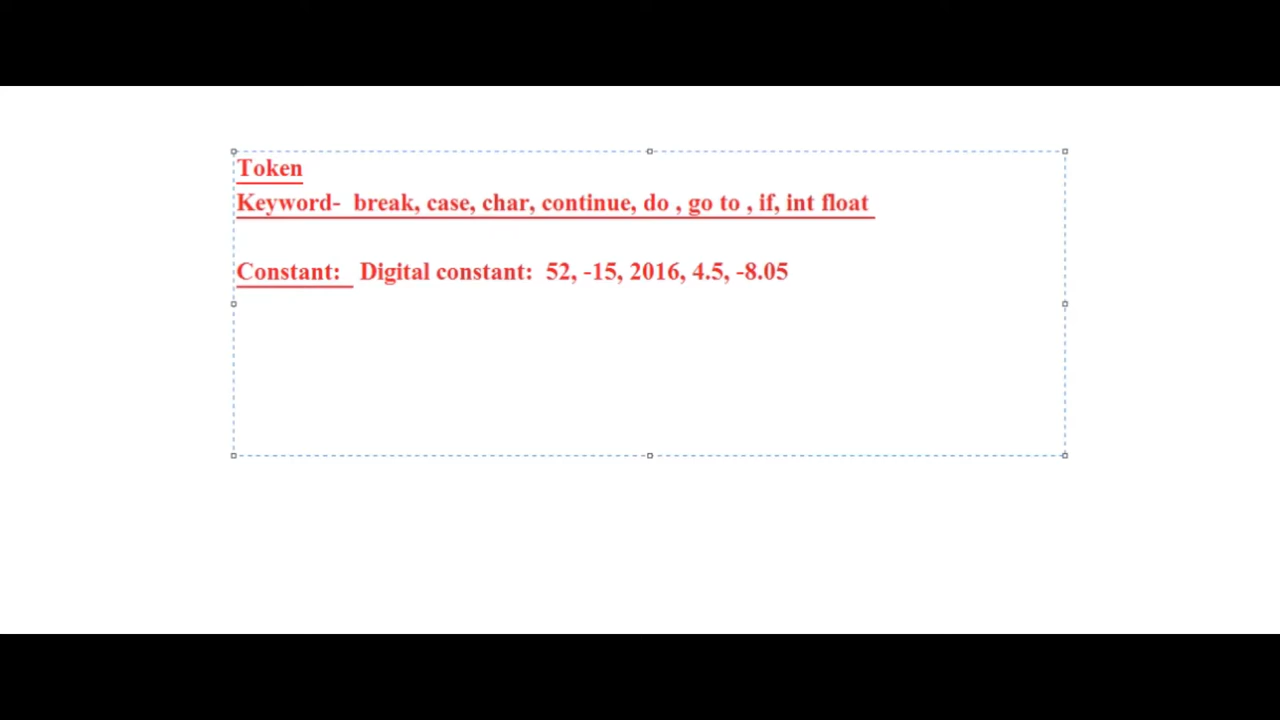 Token
Keyword-  break, case, char, continue, do , go to , if, int float
Constant:   Digital constant:  52, -15, 2016, 4.5, -8.05